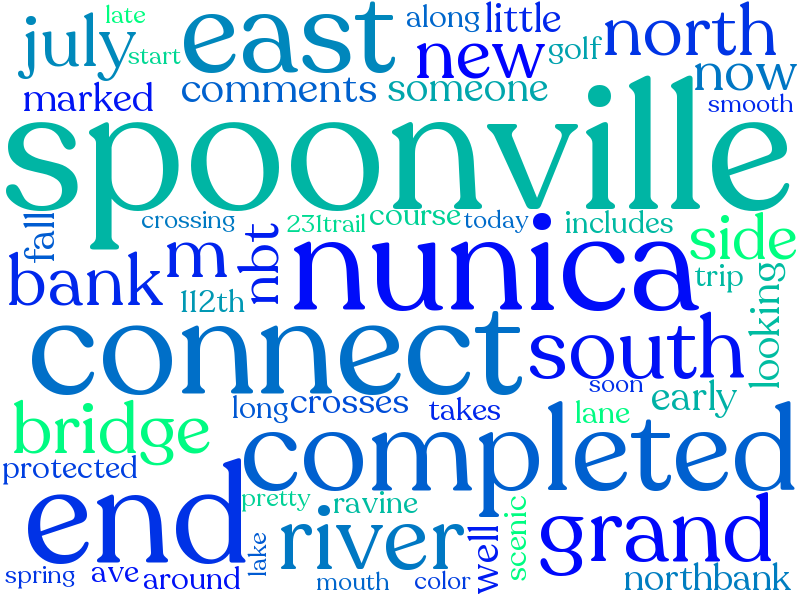 late
july
start
east
along
little
new
golf
north
now
marked
comments
someone
smooth
spoonville
fall
crossing
231trail
course
today
includes
side
bank
m
nbt
nunica
trip
112th
looking
connect
south
soon
early
bridge
long
crosses
takes
lane
protected
completed
end
pretty
ravine
scenic
grand
river
well
lake
spring
ave
around
mouth
color
northbank